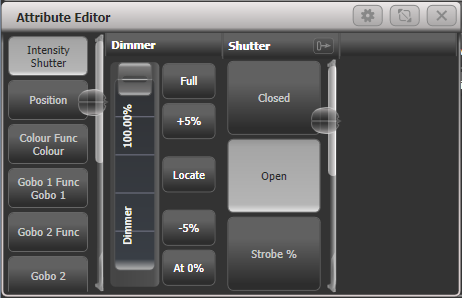 Attribute Editor
Intensity
Shutter
Position
Colour Func
Colour
Gobo 1 Func
Gobo 1
Gobo 2 Func
Gobo 2
Dimmer
100.00%
Dimmer
Full
+5%
Locate
-5%
At 0%
Shutter
Closed
Open
Strobe %